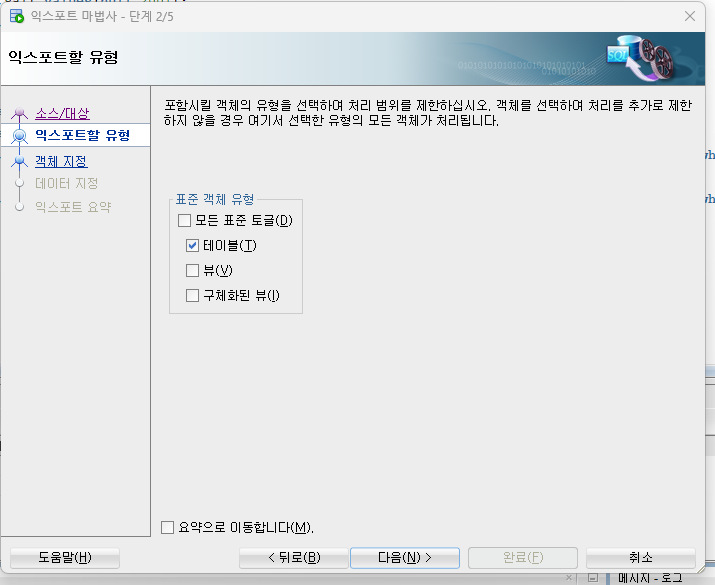 익스포트 마법사 - 단계 2/5
익스포트할 유형
SQL
0101010101010101010101010101
01010101010
소스/대상
익스포트할 유형
객체 지정
데이터 지정
익스포트 요약
포함시킬 객체의 유형을 선택하여 처리 범위를 제한하십시오. 객체를 선택하여 처리를 추가로 제한
하지 않을 경우 여기서 선택한 유형의 모든 객체가 처리됩니다.
표준 객체 유형
모든 표준 토글(D)
테이블(T)
뷰(V)
구체화된 뷰(I)
요약으로 이동합니다(M).
도움말(H)
< 뒤로(B)
다음(N) >
완료(F)
취소
메시지 - 로그